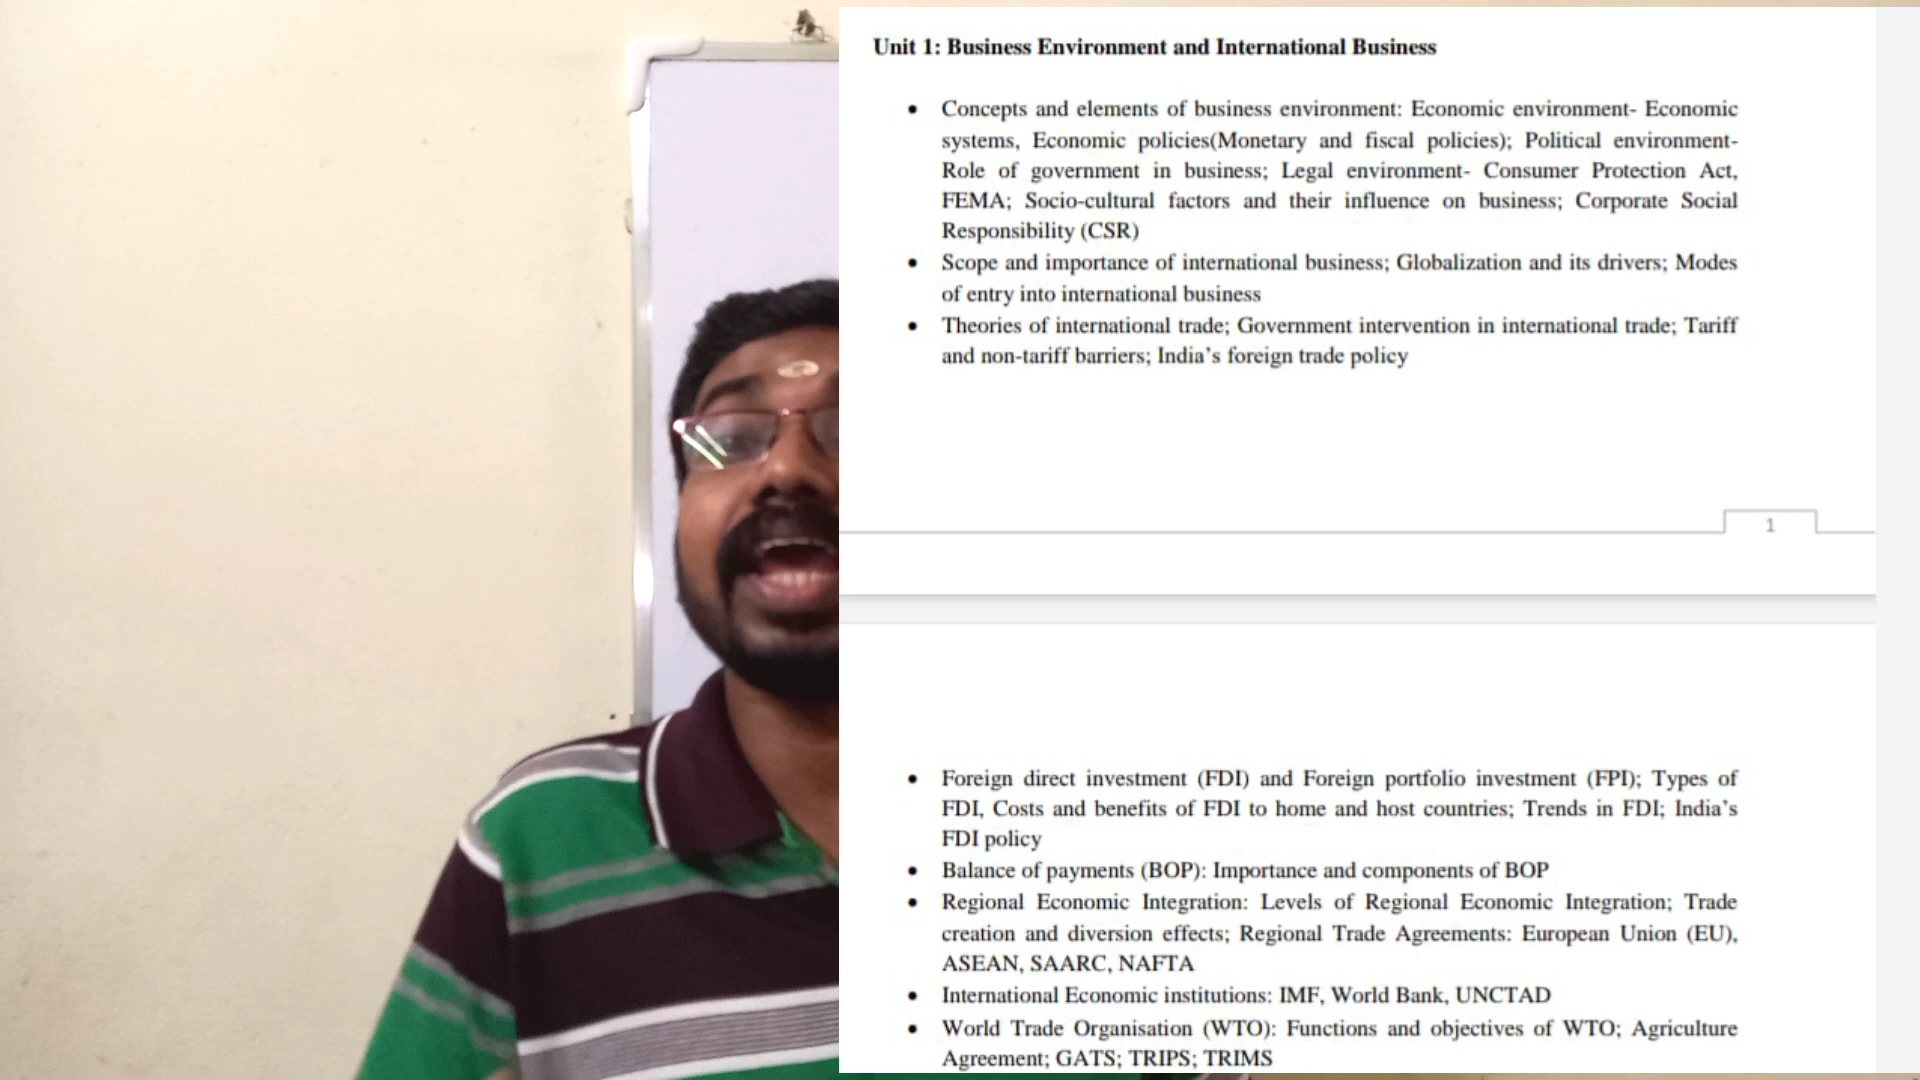 Unit 1: Business Environment and International Business
• Concepts and elements of business environment: Economic environment- Economic
systems, Economic policies(Monetary and fiscal policies); Political environment-
Role of government in business; Legal environment- Consumer Protection Act,
FEMA; Socio-cultural factors and their influence on business; Corporate Social
Responsibility (CSR)
• Scope and importance of international business; Globalization and its drivers; Modes
of entry into international business
• Theories of international trade; Government intervention in international trade; Tariff
and non-tariff barriers; India’s foreign trade policy
1
• Foreign direct investment (FDI) and Foreign portfolio investment (FPI); Types of
FDI, Costs and benefits of FDI to home and host countries; Trends in FDI; India’s
FDI policy
• Balance of payments (BOP): Importance and components of BOP
• Regional Economic Integration: Levels of Regional Economic Integration; Trade
creation and diversion effects; Regional Trade Agreements: European Union (EU),
ASEAN, SAARC, NAFTA
• International Economic institutions: IMF, World Bank, UNCTAD
• World Trade Organisation (WTO): Functions and objectives of WTO; Agriculture
Agreement; GATS; TRIPS; TRIMS